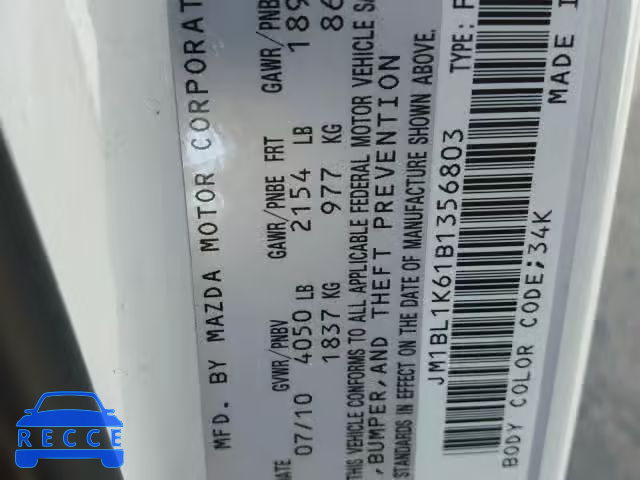 MFD. BY MAZDA MOTOR CORPORAT
GVWR/PNBV GAWR/PNBE FRT GAWR/PNB
07/10 4050 LB 2154 LB 189
1837 KG 977 KG 86
THIS VEHICLE CONFORMS TO ALL APPLICABLE FEDERAL MOTOR VEHICLE SA
,BUMPER,AND THEFT PREVENTION
STANDARDS IN EFFECT ON THE DATE OF MANUFACTURE SHOWN ABOVE.
JM1BL1K61B1356803 TYPE:
BODY COLOR CODE;34K MADE I
RECCE